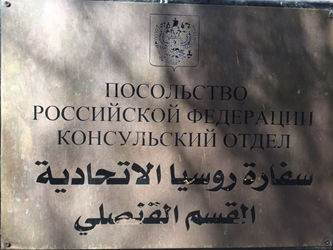 ПОСОЛЬСТВО
РОССИЙСКОЙ ФЕДЕРАЦИИ
КОНСУЛЬСКИЙ ОТДЕЛ
سفارة روسيا الاتحادية
القسم القنصلي